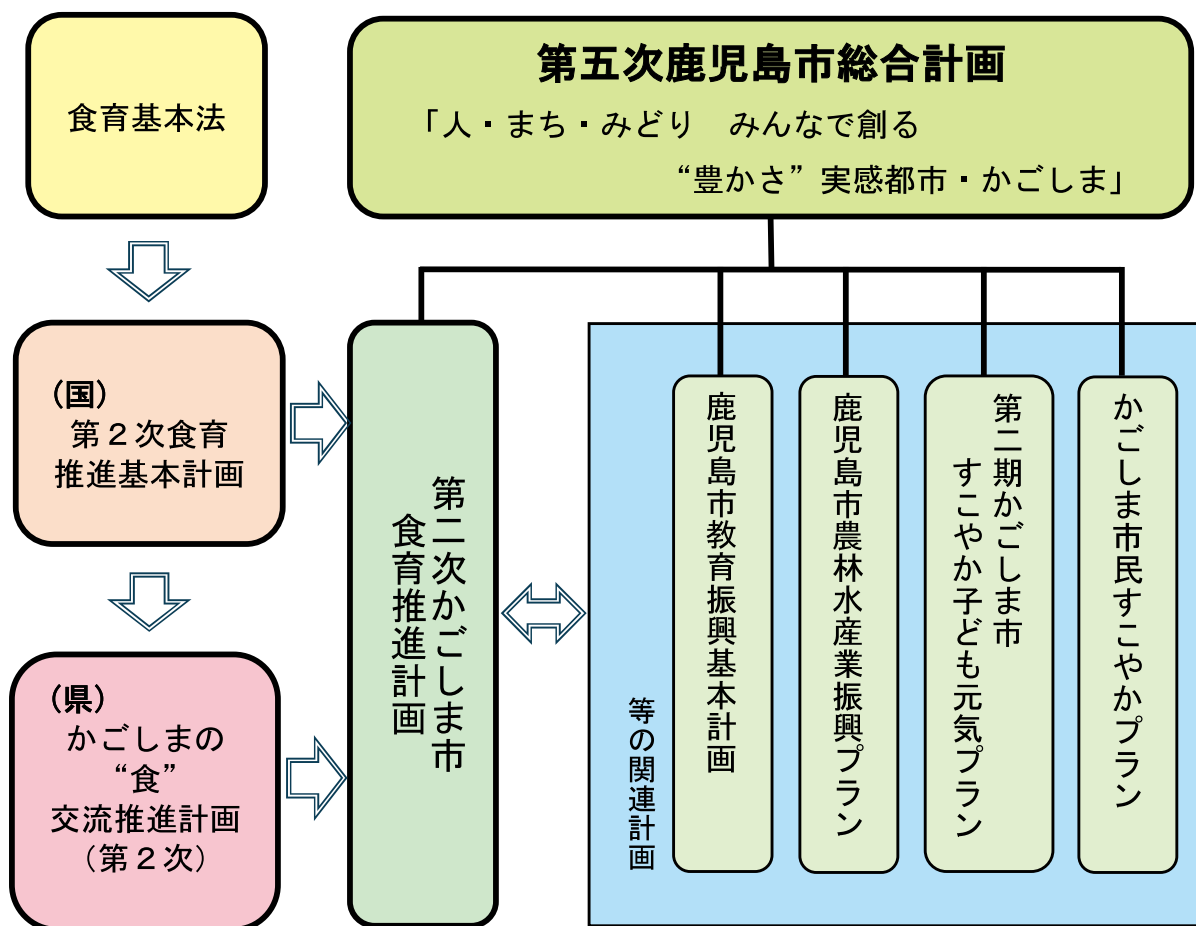 食育基本法
第五次鹿児島市総合計画
「人・まち・みどり　みんなで創る
“豊かさ”実感都市・かごしま」
（国）
第２次食育
推進基本計画
（県）
かごしまの
“食”
交流推進計画
（第２次）
第二次かごしま市
食育推進計画
かごしま市民すこやかプラン
第二期かごしま市
すこやか子ども元気プラン
鹿児島市農林水産業振興プラン
鹿児島市教育振興基本計画
等の関連計画